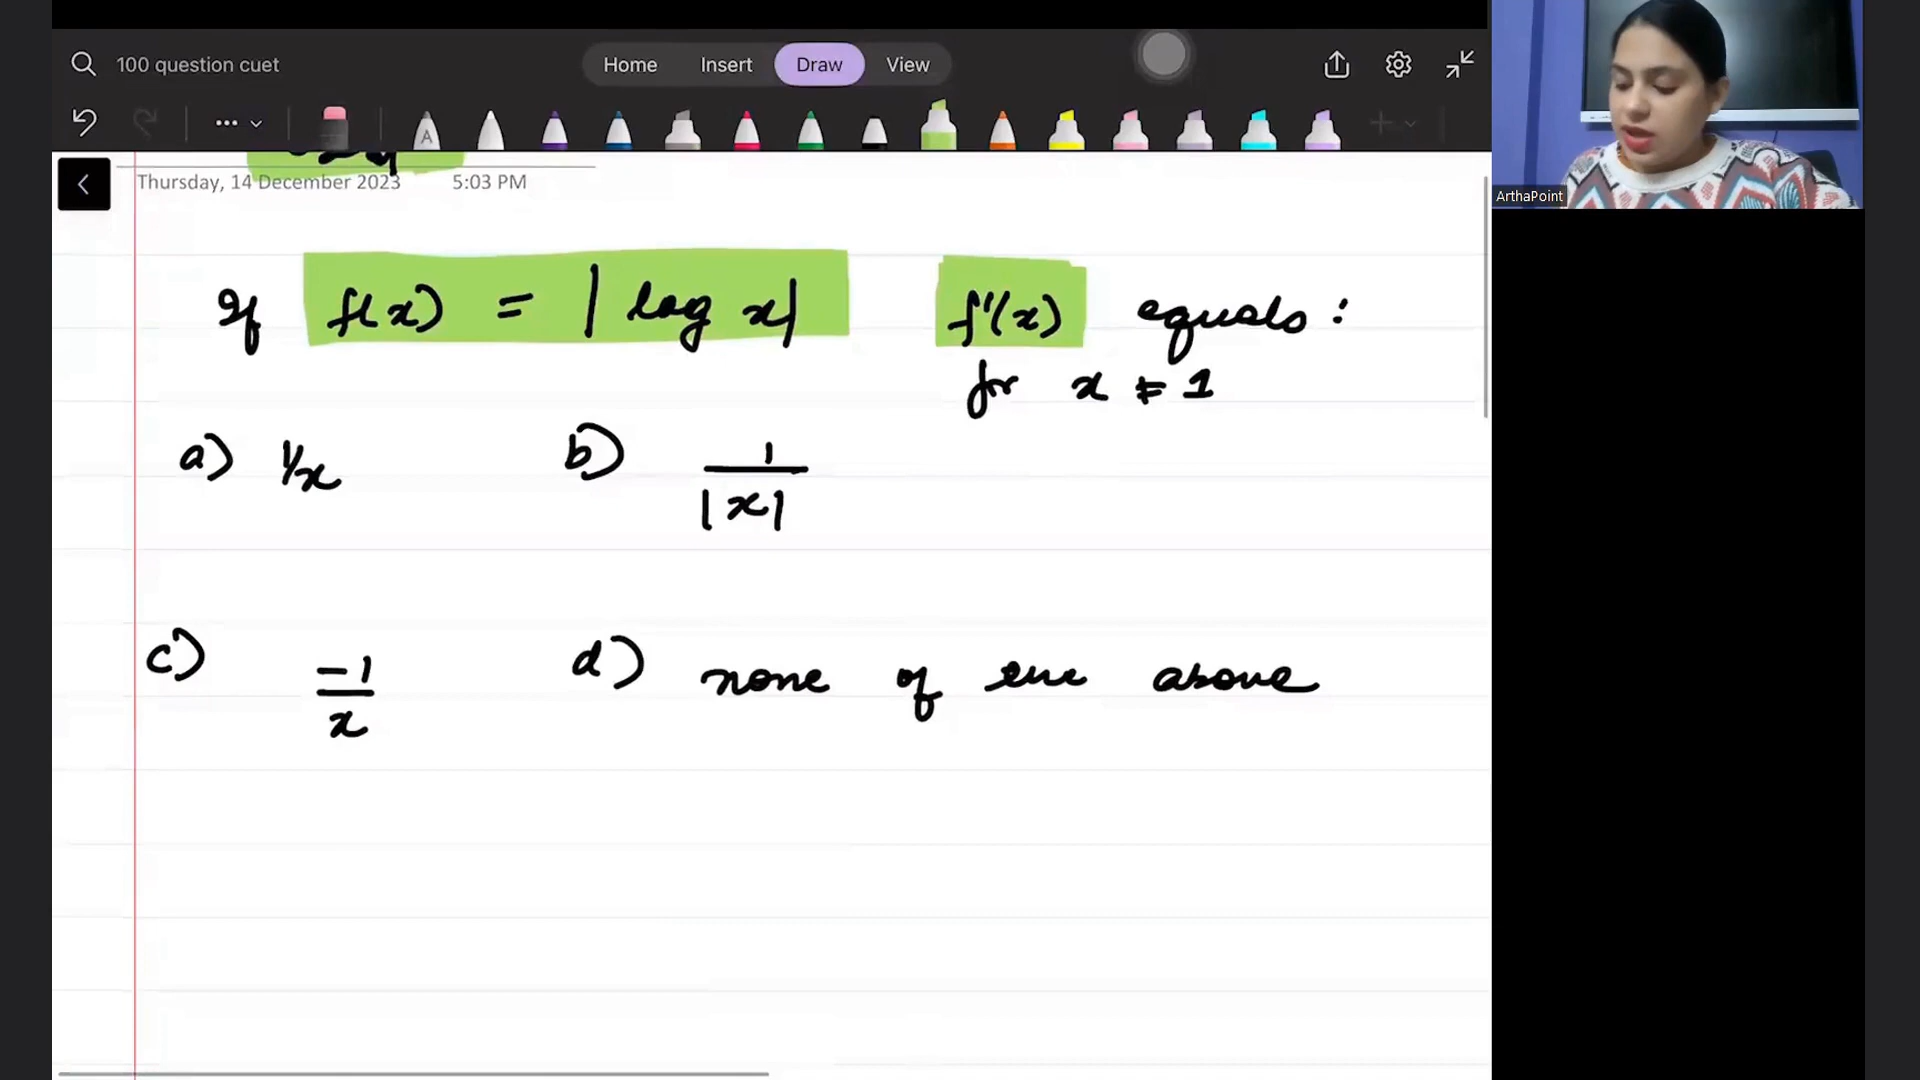 100 question cuet
Home Insert Draw View
A
Thursday, 14 December 2023 5:03 PM
ArthaPoint
If f(x) = | log x| f'(x) equals :
for x ≠ 1
a) 1/x b) 1/|x|
c) -1/x d) none of the above